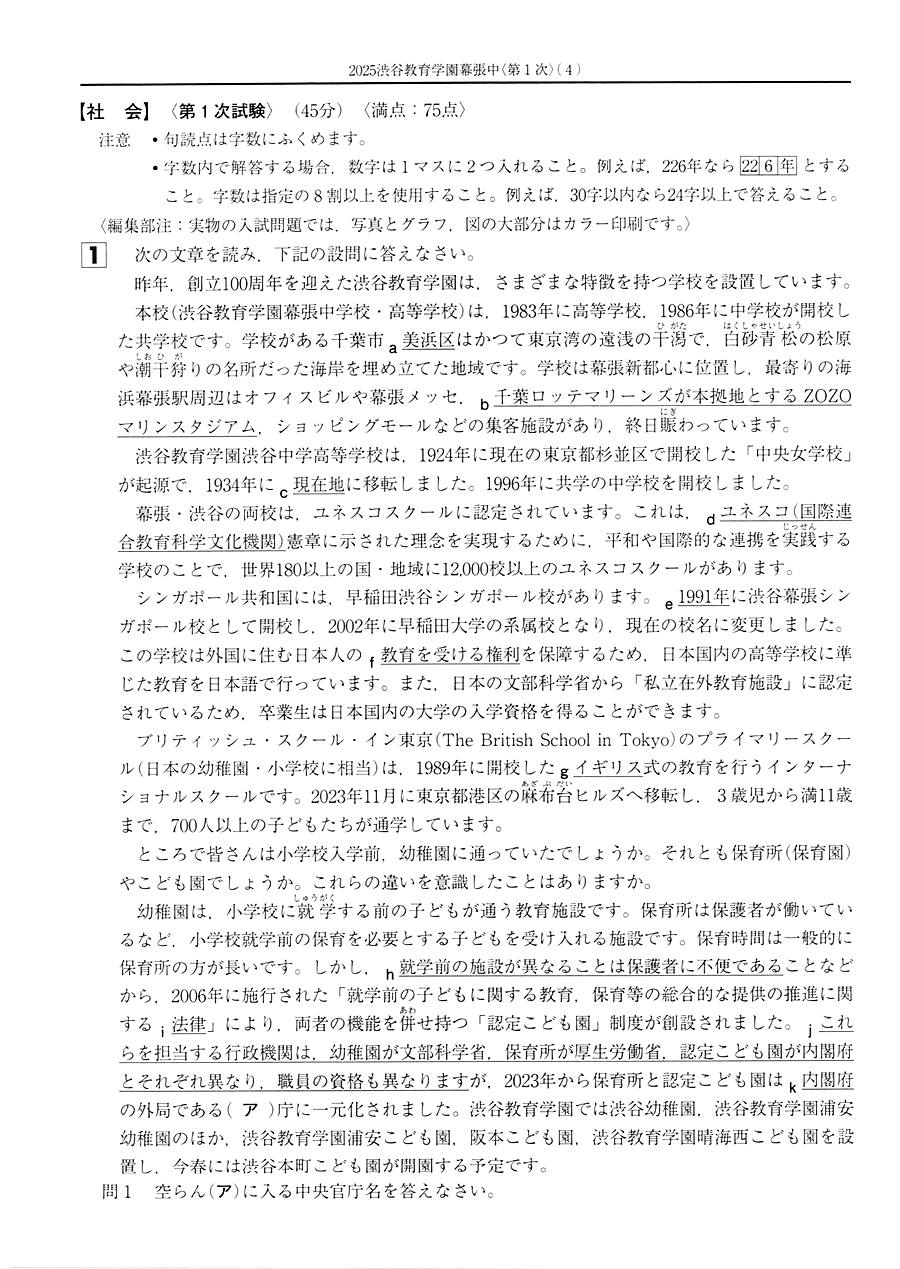 2025渋谷教育学園幕張中〈第1次〉(4)
【社 会】〈第1次試験〉(45分)〈満点：75点〉
注意 ・句読点は字数にふくめます。
・字数内で解答する場合，数字は1マスに2つ入れること。例えば，226年なら22 6 年とする
こと。字数は指定の8割以上を使用すること。例えば，30字以内なら24字以上で答えること。
〈編集部注：実物の入試問題では，写真とグラフ，図の大部分はカラー印刷です。〉
1 次の文章を読み，下記の設問に答えなさい。
昨年，創立100周年を迎えた渋谷教育学園は，さまざまな特徴を持つ学校を設置しています。
本校(渋谷教育学園幕張中学校・高等学校)は，1983年に高等学校，1986年に中学校が開校し
ひがた はくしゃせいしょう
た共学校です。学校がある千葉市a美浜区はかつて東京湾の遠浅の干潟で，白砂青松の松原
しおひが
や潮干狩りの名所だった海岸を埋め立てた地域です。学校は幕張新都心に位置し，最寄りの海
浜幕張駅周辺はオフィスビルや幕張メッセ，b千葉ロッテマリーンズが本拠地とするZOZO
にぎ
マリンスタジアム，ショッピングモールなどの集客施設があり，終日賑わっています。
渋谷教育学園渋谷中学高等学校は，1924年に現在の東京都杉並区で開校した「中央女学校」
が起源で，1934年にc現在地に移転しました。1996年に共学の中学校を開校しました。
幕張・渋谷の両校は，ユネスコスクールに認定されています。これは，dユネスコ(国際連
じっせん
合教育科学文化機関)憲章に示された理念を実現するために，平和や国際的な連携を実践する
学校のことで，世界180以上の国・地域に12,000校以上のユネスコスクールがあります。
シンガポール共和国には，早稲田渋谷シンガポール校があります。e1991年に渋谷幕張シン
ガポール校として開校し，2002年に早稲田大学の系属校となり，現在の校名に変更しました。
この学校は外国に住む日本人のf教育を受ける権利を保障するため，日本国内の高等学校に準
じた教育を日本語で行っています。また，日本の文部科学省から「私立在外教育施設」に認定
されているため，卒業生は日本国内の大学の入学資格を得ることができます。
ブリティッシュ・スクール・イン東京(The British School in Tokyo)のプライマリースクー
ル(日本の幼稚園・小学校に相当)は，1989年に開校したgイギリス式の教育を行うインターナ
あざぶだい
ショナルスクールです。2023年11月に東京都港区の麻布台ヒルズへ移転し，3歳児から満11歳
まで，700人以上の子どもたちが通学しています。
ところで皆さんは小学校入学前，幼稚園に通っていたでしょうか。それとも保育所(保育園)
やこども園でしょうか。これらの違いを意識したことはありますか。
しゅうがく
幼稚園は，小学校に就学する前の子どもが通う教育施設です。保育所は保護者が働いてい
るなど，小学校就学前の保育を必要とする子どもを受け入れる施設です。保育時間は一般的に
保育所の方が長いです。しかし，h就学前の施設が異なることは保護者に不便であることなど
から，2006年に施行された「就学前の子どもに関する教育，保育等の総合的な提供の推進に関
あわ
するi法律」により，両者の機能を併せ持つ「認定こども園」制度が創設されました。jこれ
らを担当する行政機関は，幼稚園が文部科学省，保育所が厚生労働省，認定こども園が内閣府
とそれぞれ異なり，職員の資格も異なりますが，2023年から保育所と認定こども園はk内閣府
の外局である( ア )庁に一元化されました。渋谷教育学園では渋谷幼稚園，渋谷教育学園浦安
幼稚園のほか，渋谷教育学園浦安こども園，阪本こども園，渋谷教育学園晴海西こども園を設
置し，今春には渋谷本町こども園が開園する予定です。
問1 空らん(ア)に入る中央官庁名を答えなさい。